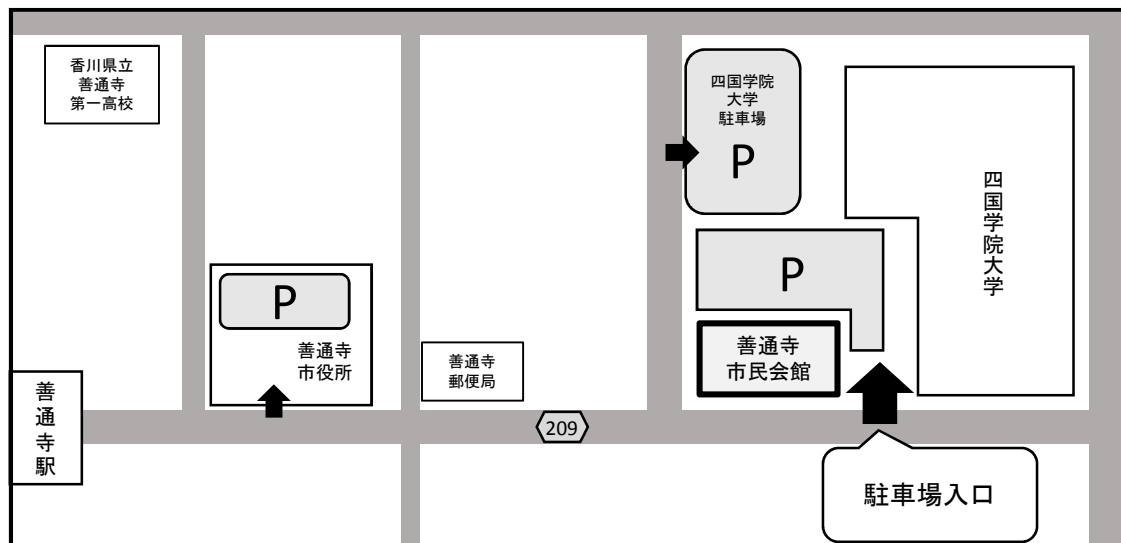 香川県立
善通寺
第一高校
四国学院
大学
駐車場
P
四国学院大学
P
P
善通寺
市役所
善通寺
郵便局
善通寺
市民会館
善通寺駅
209
駐車場入口